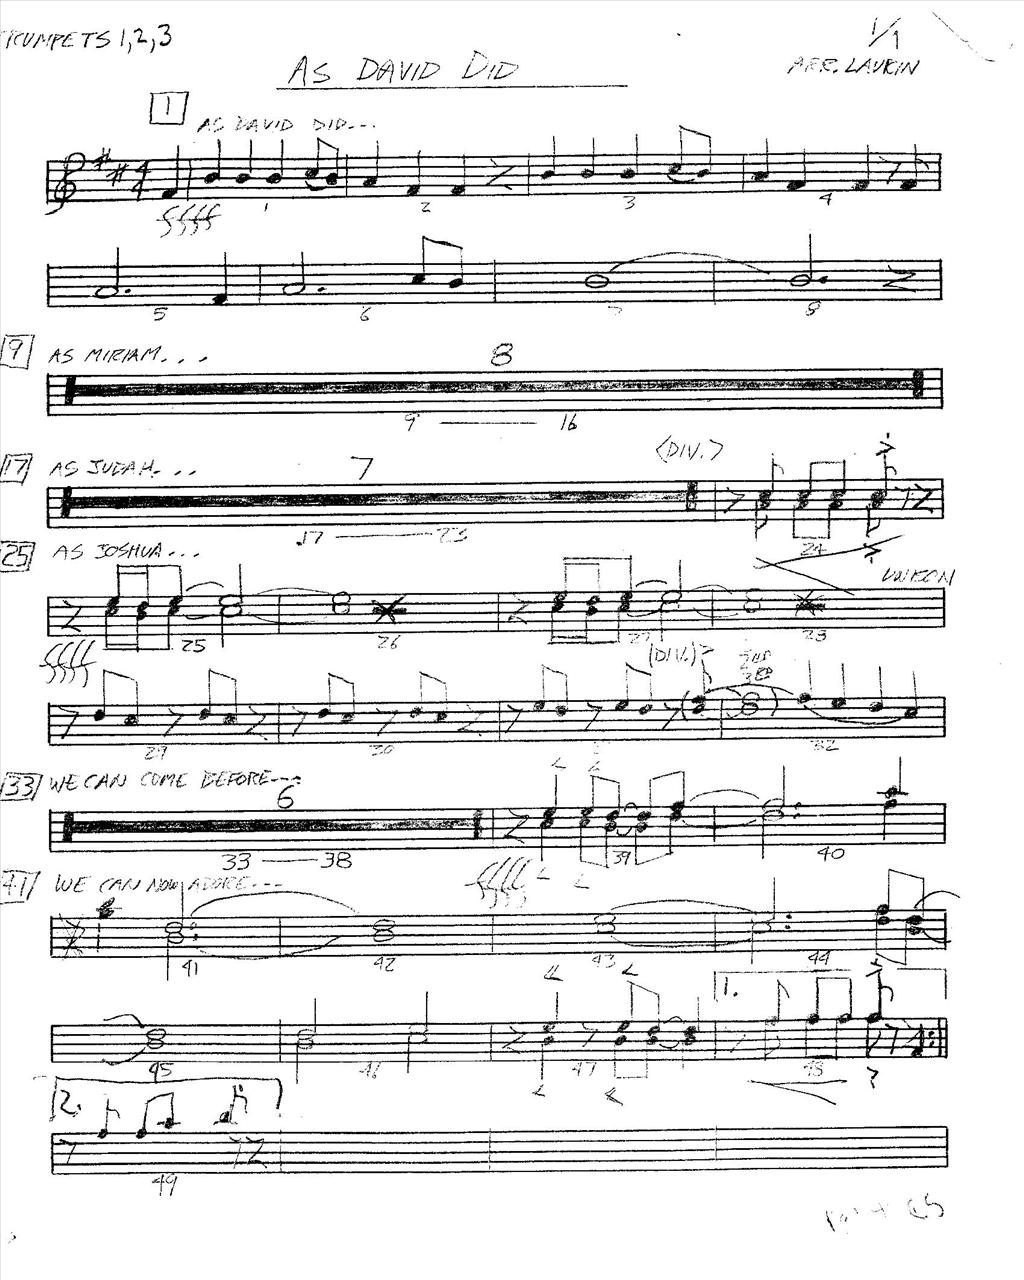 TRUMPETS 1,2,3
1/1
AS DAVID DID
ARR. LAVKIN
1
AS DAVID DID...
4/4
ffff
1 2 3 4
5 6 7 8
9 AS MIRIAM...
8
9 — 16
17 AS JUDAH...
7
(DIV.)
17 — 23 24
25 AS JOSHUA...
UNISON
25 26 27 28
ffff
(DIV.)
2ND
3RD
29 30 32
33 WE CAN COME BEFORE...
6
33 — 38 39 40
ffff
41 WE CAN NOW ADORE...
41 42 43 44
1.
45 46 47 48
2.
49